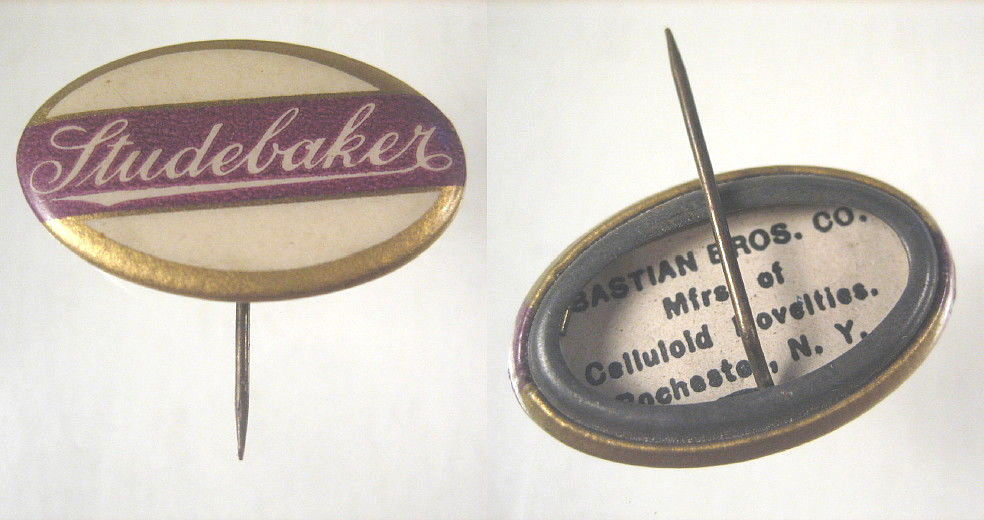 Studebaker
BASTIAN BROS. CO.
Mfrs. of
Celluloid Novelties.
Rochester, N. Y.